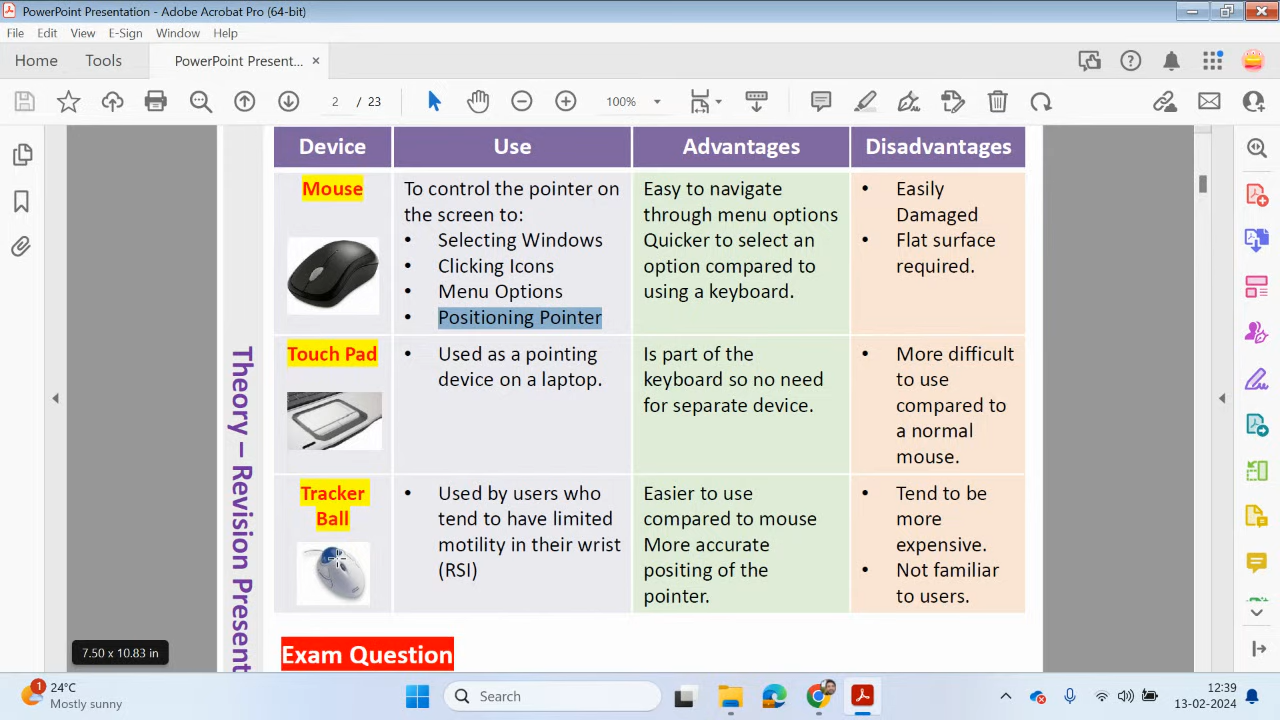 PowerPoint Presentation - Adobe Acrobat Pro (64-bit)
File Edit View E-Sign Window Help
Home Tools PowerPoint Present... ×
2 / 23 100%
Device Use Advantages Disadvantages
Mouse
To control the pointer on
the screen to:
• Selecting Windows
• Clicking Icons
• Menu Options
• Positioning Pointer
Easy to navigate
through menu options
Quicker to select an
option compared to
using a keyboard.
• Easily
Damaged
• Flat surface
required.
Touch Pad
• Used as a pointing
device on a laptop.
Is part of the
keyboard so no need
for separate device.
• More difficult
to use
compared to
a normal
mouse.
Tracker
Ball
• Used by users who
tend to have limited
motility in their wrist
(RSI)
Easier to use
compared to mouse
More accurate
positing of the
pointer.
• Tend to be
more
expensive.
• Not familiar
to users.
Theory – Revision Present
Exam Question
7.50 x 10.83 in
1
24°C
Mostly sunny
Search
12:39
13-02-2024